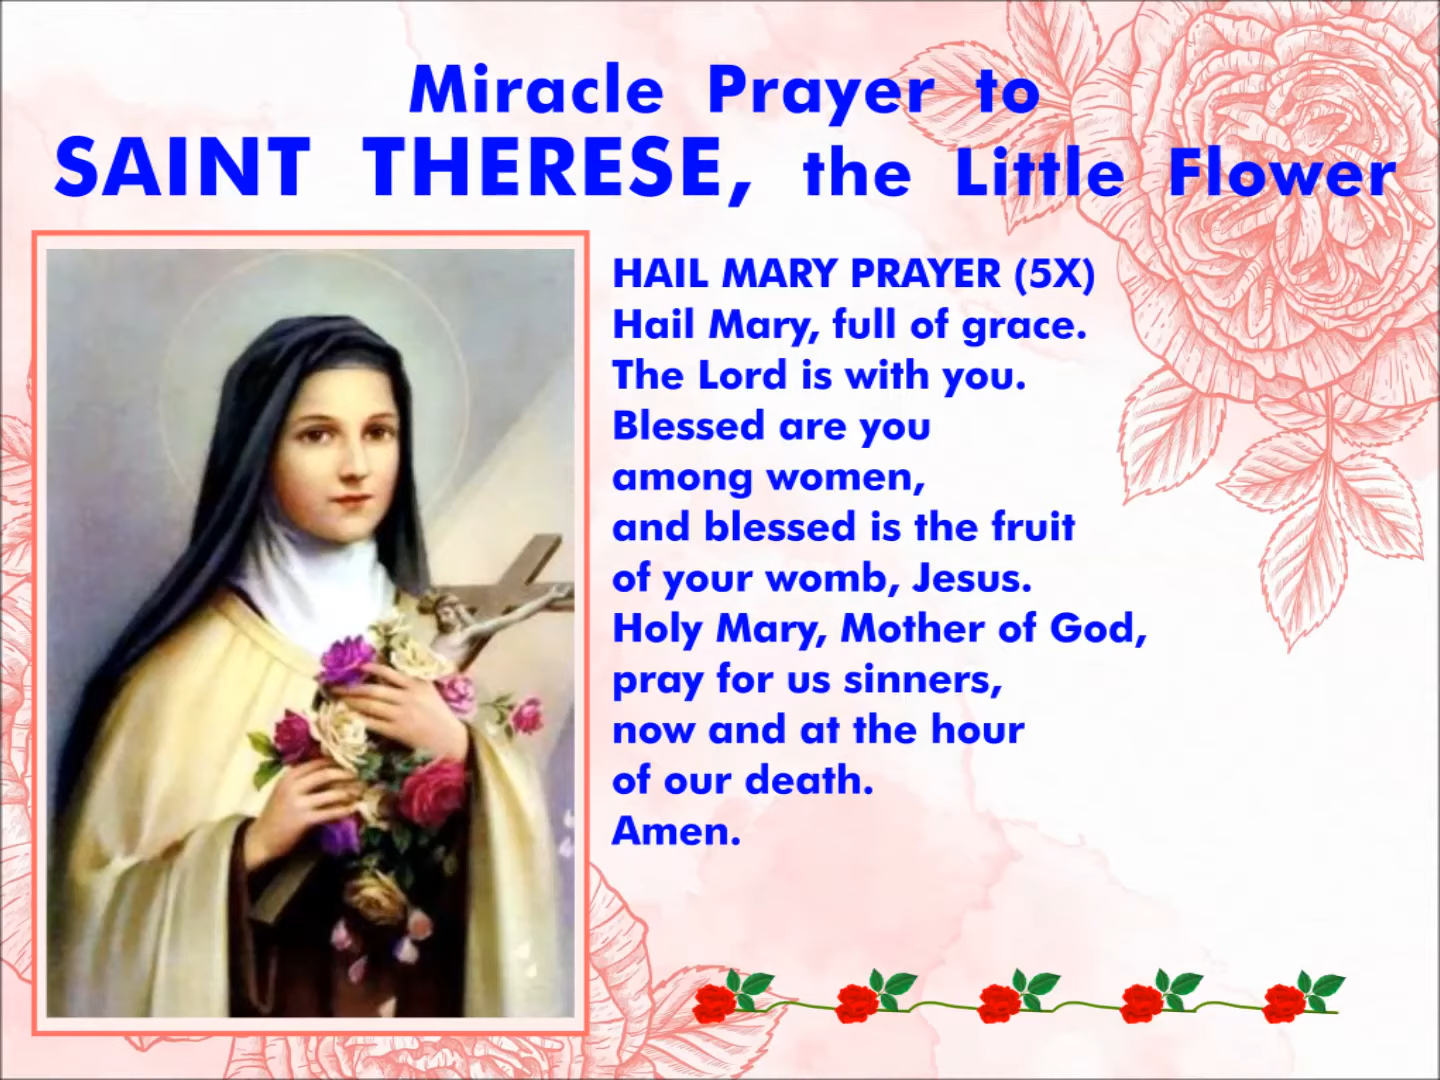 Miracle Prayer to
SAINT THERESE, the Little Flower
HAIL MARY PRAYER (5X)
Hail Mary, full of grace.
The Lord is with you.
Blessed are you
among women,
and blessed is the fruit
of your womb, Jesus.
Holy Mary, Mother of God,
pray for us sinners,
now and at the hour
of our death.
Amen.